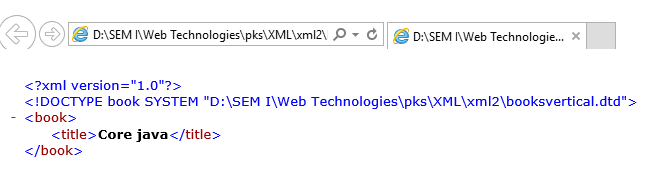 D:\SEM I\Web Technologies\pks\XML\xml2\
D:\SEM I\Web Technologie...
<?xml version="1.0"?>
<!DOCTYPE book SYSTEM "D:\SEM I\Web Technologies\pks\XML\xml2\booksvertical.dtd">
- <book>
<title>Core java</title>
</book>